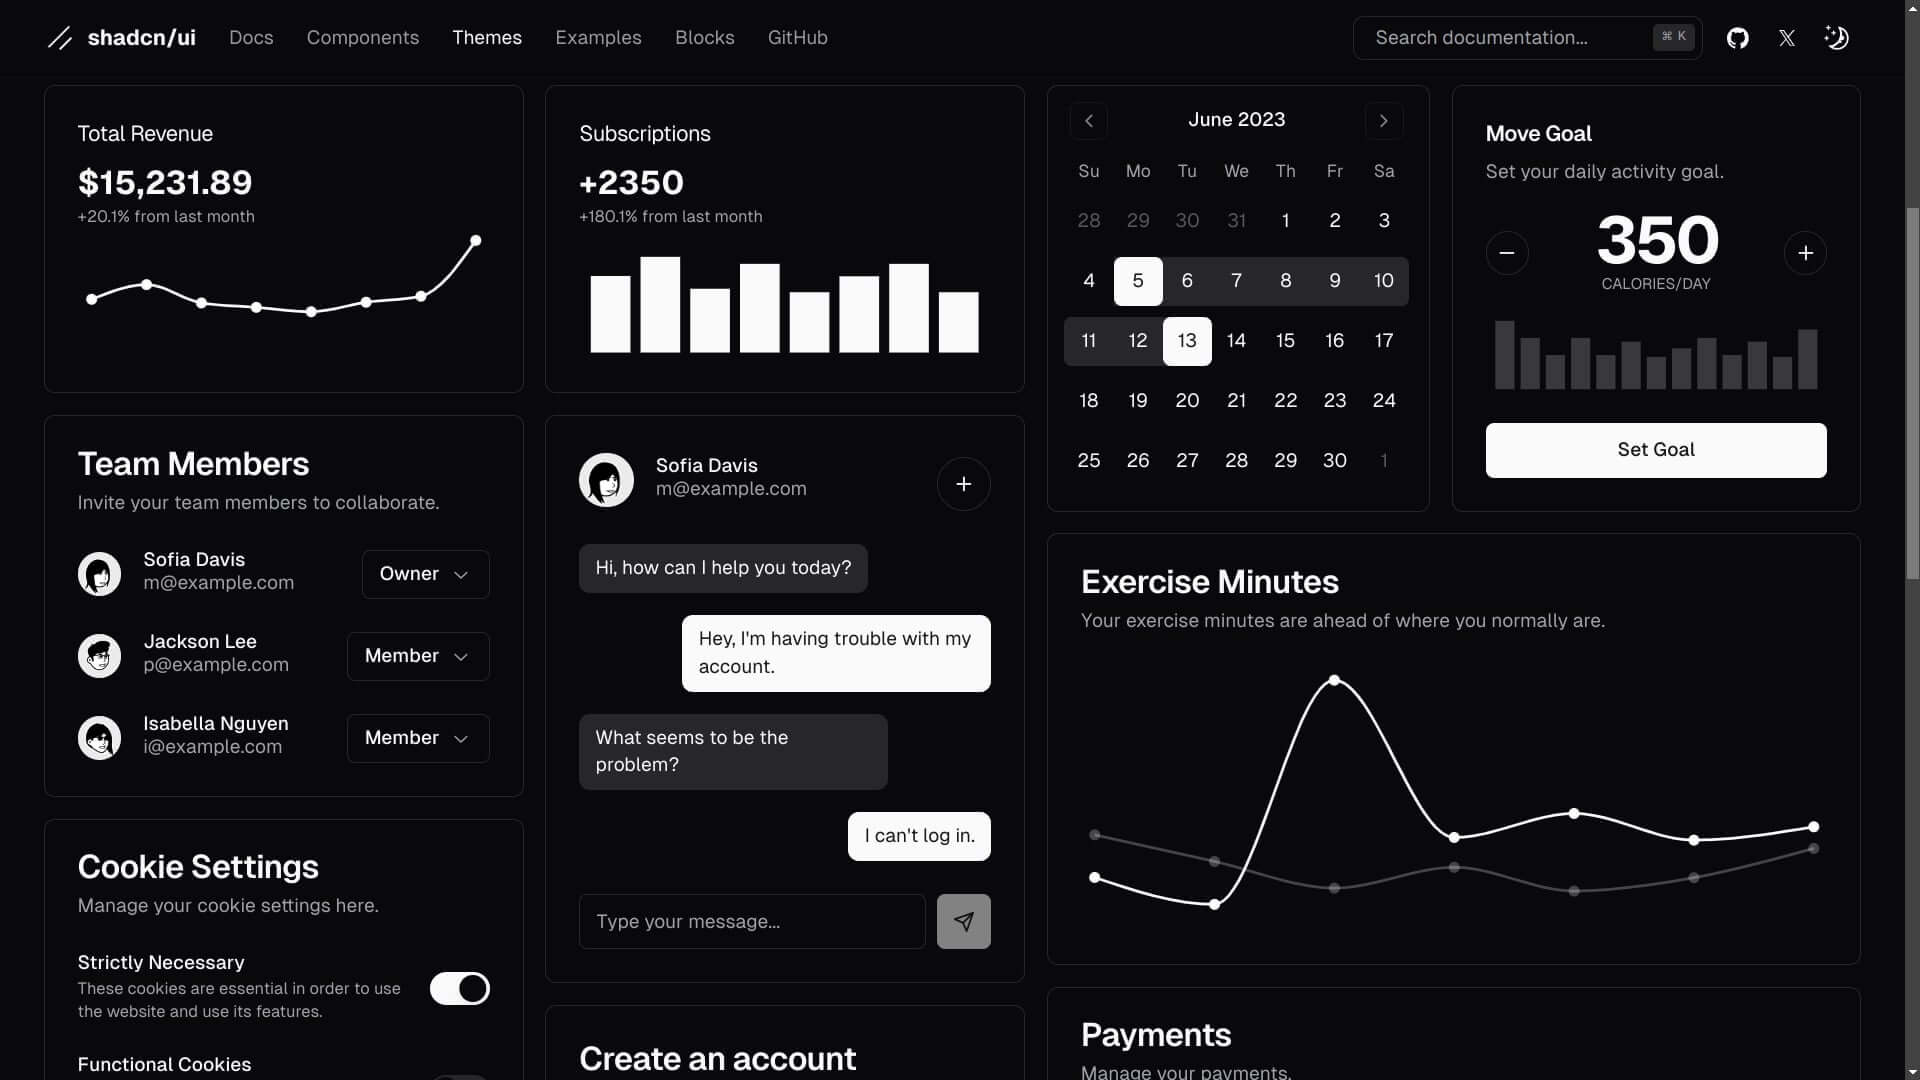 shadcn/ui Docs Components Themes Examples Blocks GitHub Search documentation... ⌘ K
Total Revenue
$15,231.89
+20.1% from last month
Subscriptions
+2350
+180.1% from last month
June 2023
Su Mo Tu We Th Fr Sa
28 29 30 31 1 2 3
4 5 6 7 8 9 10
11 12 13 14 15 16 17
18 19 20 21 22 23 24
25 26 27 28 29 30 1
Move Goal
Set your daily activity goal.
350
CALORIES/DAY
Set Goal
Team Members
Invite your team members to collaborate.
Sofia Davis
m@example.com
Owner
Jackson Lee
p@example.com
Member
Isabella Nguyen
i@example.com
Member
Sofia Davis
m@example.com
Hi, how can I help you today?
Hey, I'm having trouble with my
account.
What seems to be the
problem?
I can't log in.
Type your message...
Exercise Minutes
Your exercise minutes are ahead of where you normally are.
Cookie Settings
Manage your cookie settings here.
Strictly Necessary
These cookies are essential in order to use
the website and use its features.
Functional Cookies
Create an account
Payments
Manage your payments.